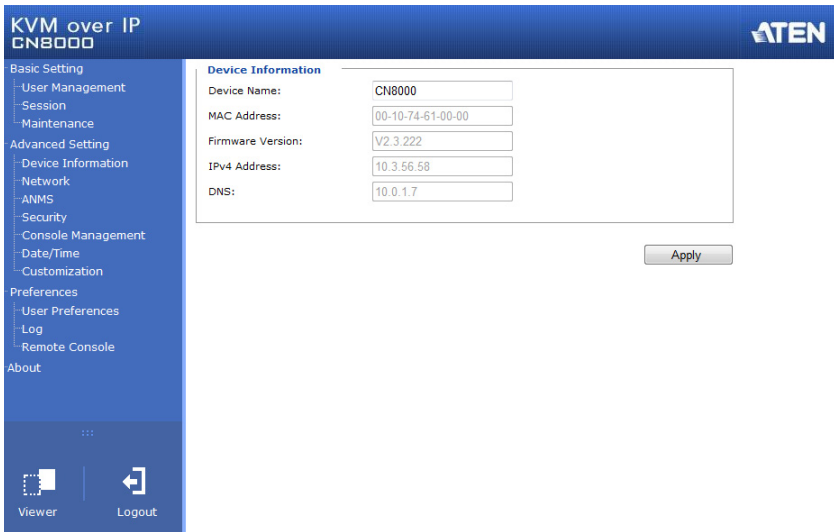 KVM over IP
CN8000
ATEN
Basic Setting
User Management
Session
Maintenance
Advanced Setting
Device Information
Network
ANMS
Security
Console Management
Date/Time
Customization
Preferences
User Preferences
Log
Remote Console
About
Viewer
Logout
Device Information
Device Name: CN8000
MAC Address: 00-10-74-61-00-00
Firmware Version: V2.3.222
IPv4 Address: 10.3.56.58
DNS: 10.0.1.7
Apply